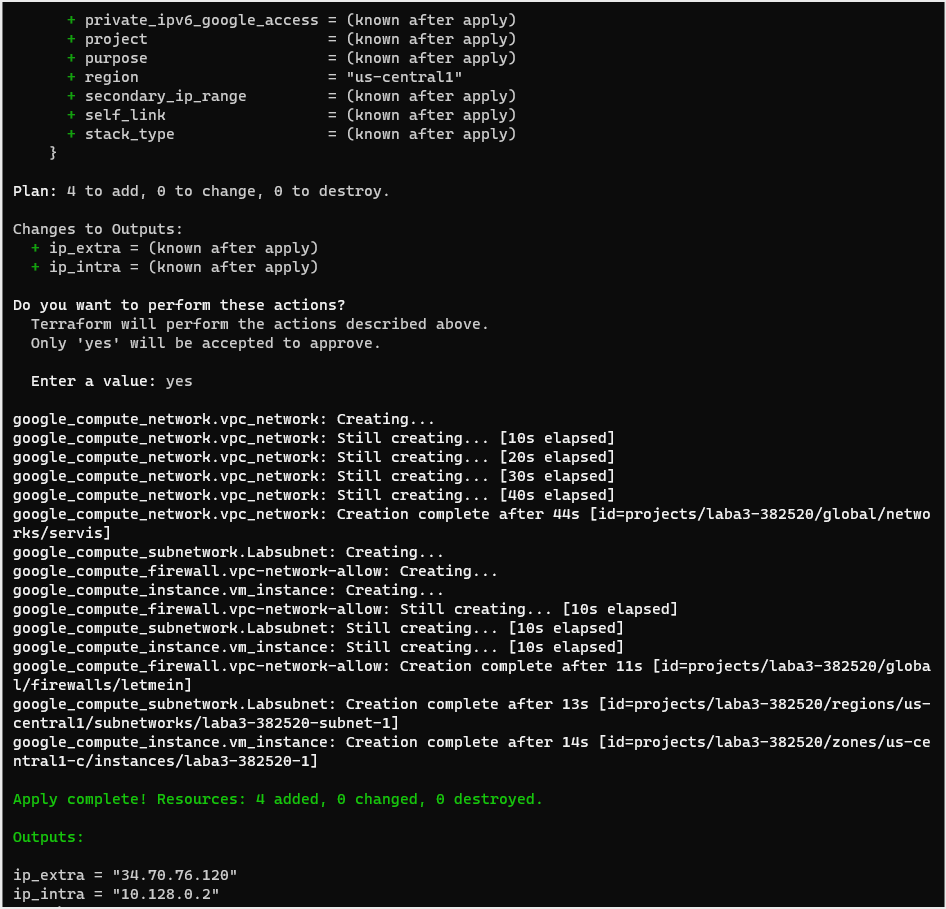 + private_ipv6_google_access = (known after apply)
+ project                    = (known after apply)
+ purpose                    = (known after apply)
+ region                     = "us-central1"
+ secondary_ip_range         = (known after apply)
+ self_link                  = (known after apply)
+ stack_type                 = (known after apply)
}
Plan: 4 to add, 0 to change, 0 to destroy.
Changes to Outputs:
+ ip_extra = (known after apply)
+ ip_intra = (known after apply)
Do you want to perform these actions?
Terraform will perform the actions described above.
Only 'yes' will be accepted to approve.
Enter a value: yes
google_compute_network.vpc_network: Creating...
google_compute_network.vpc_network: Still creating... [10s elapsed]
google_compute_network.vpc_network: Still creating... [20s elapsed]
google_compute_network.vpc_network: Still creating... [30s elapsed]
google_compute_network.vpc_network: Still creating... [40s elapsed]
google_compute_network.vpc_network: Creation complete after 44s [id=projects/laba3-382520/global/netwo
rks/servis]
google_compute_subnetwork.Labsubnet: Creating...
google_compute_firewall.vpc-network-allow: Creating...
google_compute_instance.vm_instance: Creating...
google_compute_firewall.vpc-network-allow: Still creating... [10s elapsed]
google_compute_subnetwork.Labsubnet: Still creating... [10s elapsed]
google_compute_instance.vm_instance: Still creating... [10s elapsed]
google_compute_firewall.vpc-network-allow: Creation complete after 11s [id=projects/laba3-382520/globa
l/firewalls/letmein]
google_compute_subnetwork.Labsubnet: Creation complete after 13s [id=projects/laba3-382520/regions/us-
central1/subnetworks/laba3-382520-subnet-1]
google_compute_instance.vm_instance: Creation complete after 14s [id=projects/laba3-382520/zones/us-ce
ntral1-c/instances/laba3-382520-1]
Apply complete! Resources: 4 added, 0 changed, 0 destroyed.
Outputs:
ip_extra = "34.70.76.120"
ip_intra = "10.128.0.2"